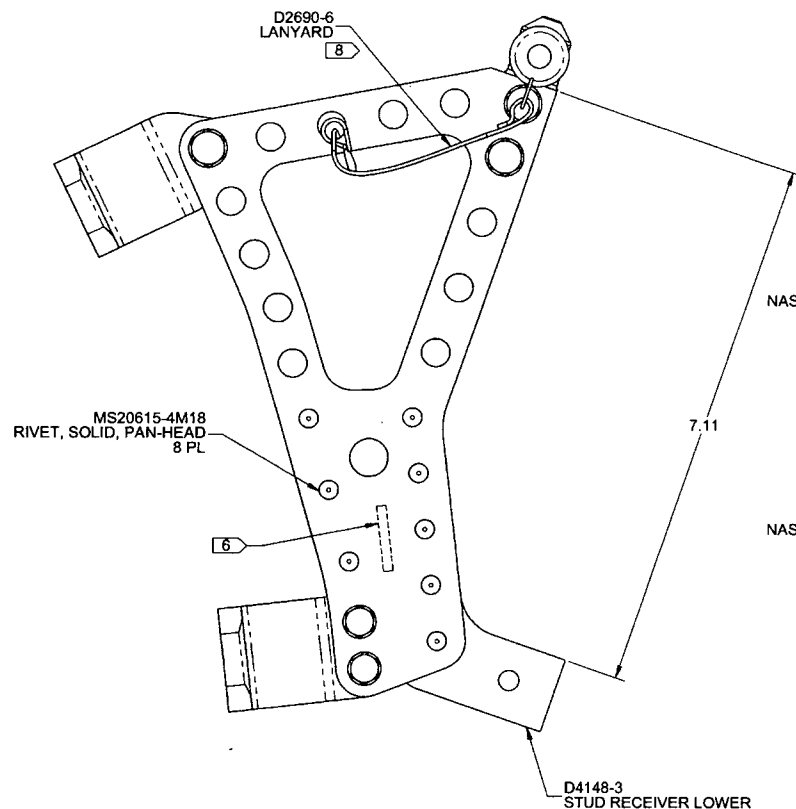 D2690-6
LANYARD
8
NAS
MS20615-4M18
RIVET, SOLID, PAN-HEAD
8 PL
7.11
NAS
6
D4148-3
STUD RECEIVER LOWER